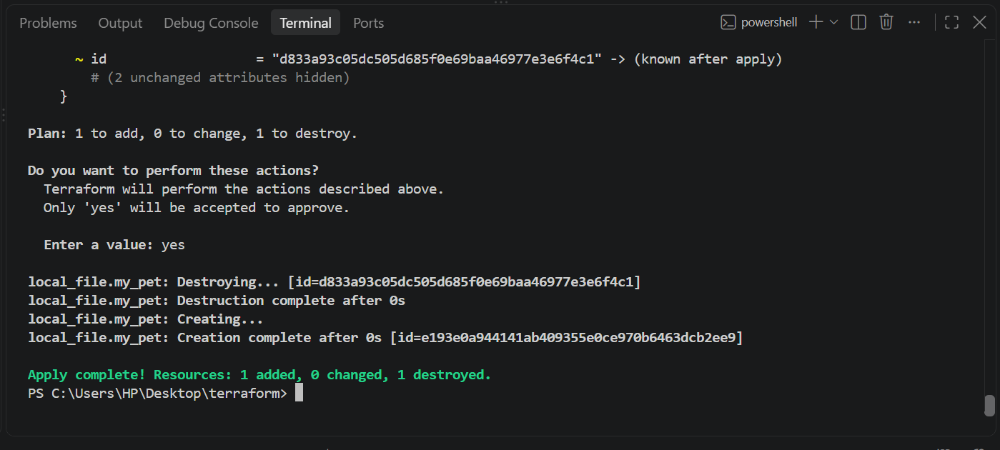 Problems Output Debug Console Terminal Ports powershell
~ id = "d833a93c05dc505d685f0e69baa46977e3e6f4c1" -> (known after apply)
# (2 unchanged attributes hidden)
}
Plan: 1 to add, 0 to change, 1 to destroy.
Do you want to perform these actions?
Terraform will perform the actions described above.
Only 'yes' will be accepted to approve.
Enter a value: yes
local_file.my_pet: Destroying... [id=d833a93c05dc505d685f0e69baa46977e3e6f4c1]
local_file.my_pet: Destruction complete after 0s
local_file.my_pet: Creating...
local_file.my_pet: Creation complete after 0s [id=e193e0a944141ab409355e0ce970b6463dcb2ee9]
Apply complete! Resources: 1 added, 0 changed, 1 destroyed.
PS C:\Users\HP\Desktop\terraform>